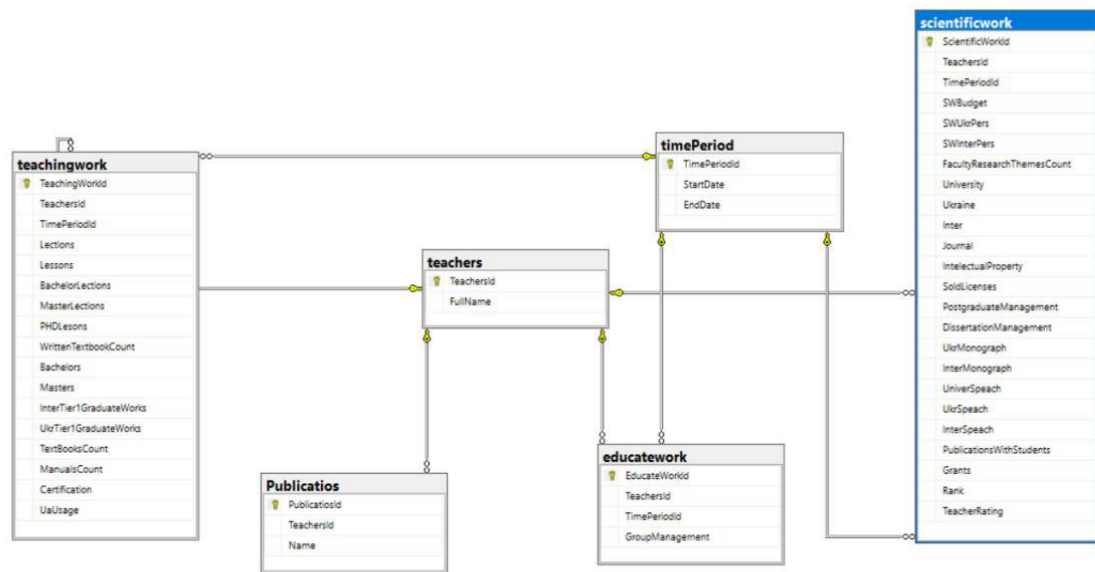 scientificwork
ScientificWorkId
TeachersId
TimePeriodId
SWBudget
SWUkrPers
SWInterPers
FacultyResearchThemesCount
University
Ukraine
Inter
Journal
IntelectualProperty
SoldLicenses
PostgraduateManagement
DissertationManagement
UkrMonograph
InterMonograph
UniverSpeach
UkrSpeach
InterSpeach
PublicationsWithStudents
Grants
Rank
TeacherRating
timePeriod
TimePeriodId
StartDate
EndDate
teachingwork
TeachingWorkId
TeachersId
TimePeriodId
Lections
Lessons
BachelorLections
MasterLections
PHDLesons
WrittenTextbookCount
Bachelors
Masters
InterTier1GraduateWorks
UkrTier1GraduateWorks
TextBooksCount
ManualsCount
Certification
UaUsage
teachers
TeachersId
FullName
educatework
EducateWorkId
TeachersId
TimePeriodId
GroupManagement
Publicatios
PublicatiosId
TeachersId
Name